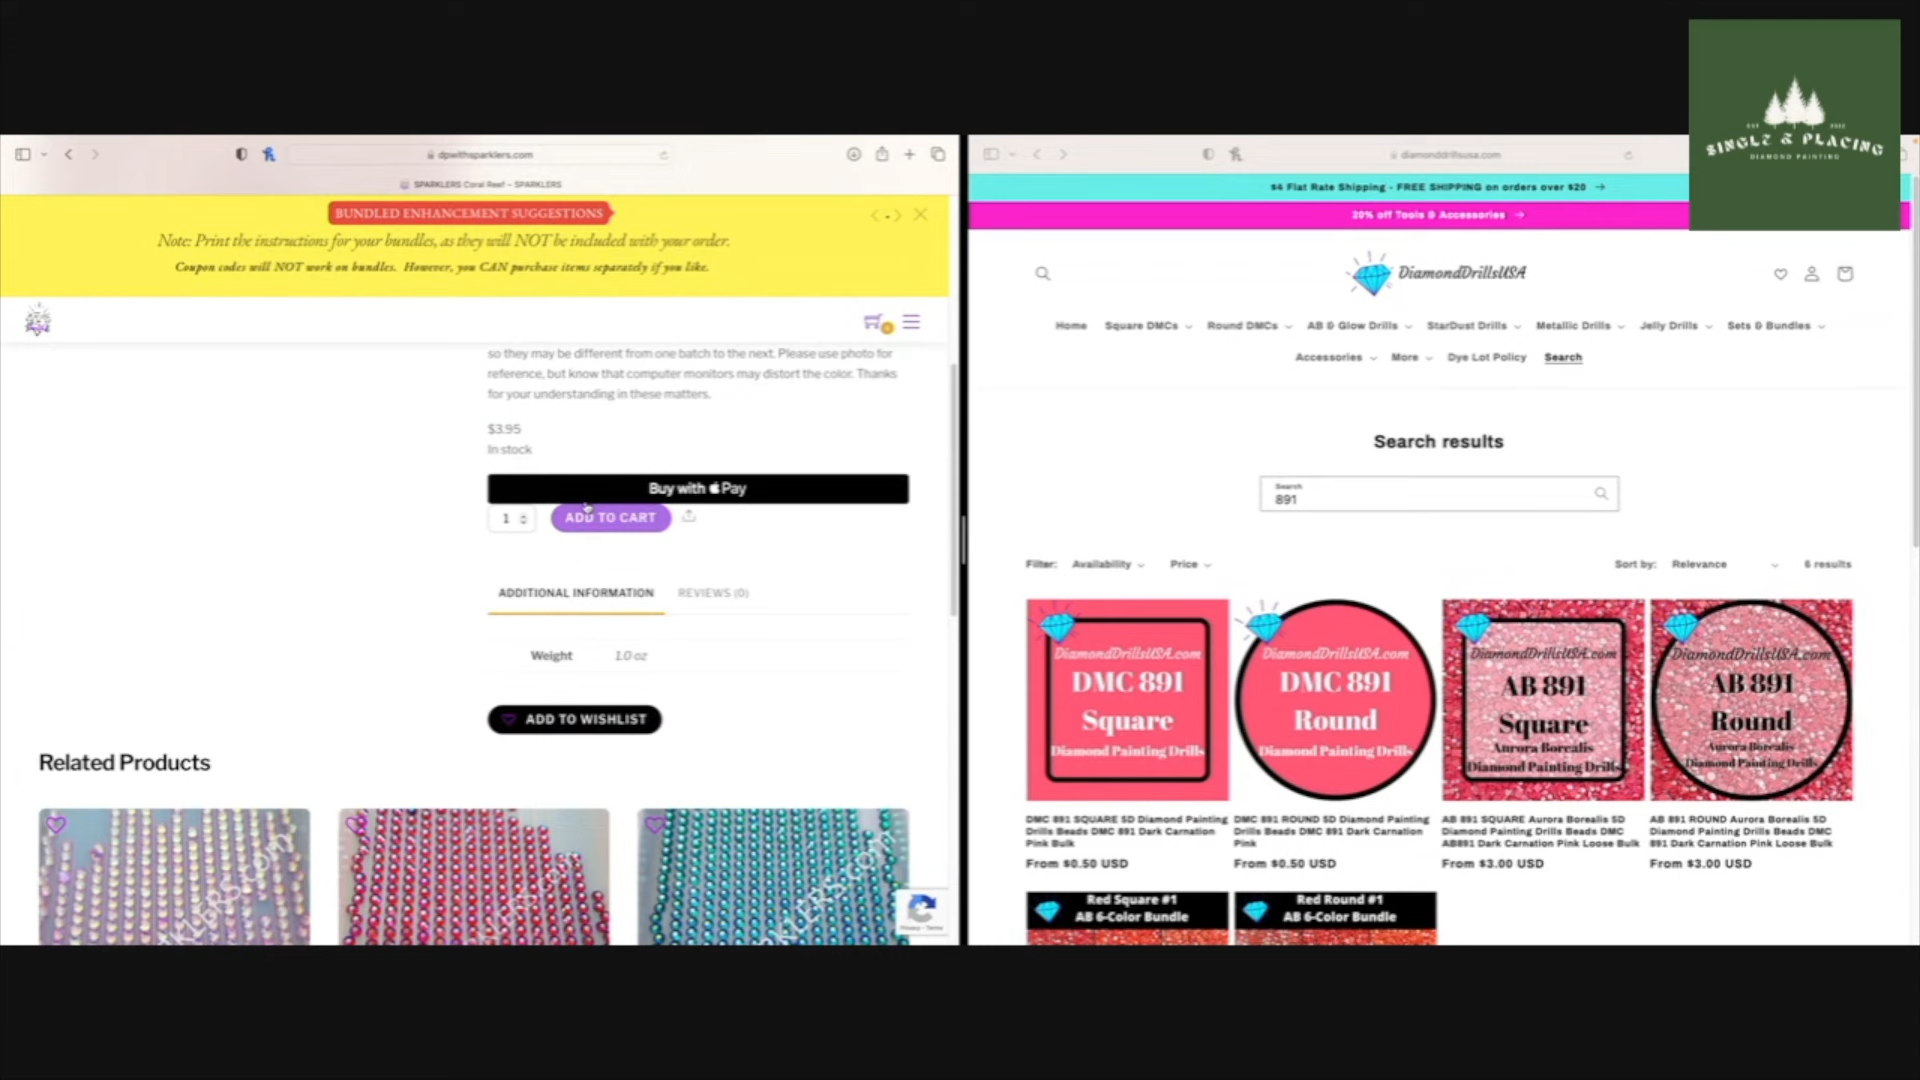 EST
2022
SINGLE & PLACING
DIAMOND PAINTING
dpwithsparklers.com
SPARKLERS Coral Reef – SPARKLERS
BUNDLED ENHANCEMENT SUGGESTIONS
Note: Print the instructions for your bundles, as they will NOT be included with your order.
Coupon codes will NOT work on bundles. However, you CAN purchase items separately if you like.
so they may be different from one batch to the next. Please use photo for
reference, but know that computer monitors may distort the color. Thanks
for your understanding in these matters.
$3.95
In stock
Buy with Pay
1
ADD TO CART
ADDITIONAL INFORMATION
REVIEWS (0)
Weight
1.0 oz
ADD TO WISHLIST
Related Products
KLERS.com
KLERS.com
KLERS.com
Privacy - Terms
diamonddrillsusa.com
$4 Flat Rate Shipping - FREE SHIPPING on orders over $20 →
20% off Tools & Accessories →
DiamondDrillsUSA
Home Square DMCs Round DMCs AB & Glow Drills StarDust Drills Metallic Drills Jelly Drills Sets & Bundles
Accessories More Dye Lot Policy Search
Search results
Search
891
Filter: Availability Price
Sort by: Relevance
6 results
DiamondDrillsUSA.com
DMC 891
Square
Diamond Painting Drills
DMC 891 SQUARE 5D Diamond Painting
Drills Beads DMC 891 Dark Carnation
Pink Bulk
From $0.50 USD
DiamondDrillsUSA.com
DMC 891
Round
Diamond Painting Drills
DMC 891 ROUND 5D Diamond Painting
Drills Beads DMC 891 Dark Carnation
Pink
From $0.50 USD
DiamondDrillsUSA.com
AB 891
Square
Aurora Borealis
Diamond Painting Drills
AB 891 SQUARE Aurora Borealis 5D
Diamond Painting Drills Beads DMC
AB891 Dark Carnation Pink Loose Bulk
From $3.00 USD
DiamondDrillsUSA.com
AB 891
Round
Aurora Borealis
Diamond Painting Drills
AB 891 ROUND Aurora Borealis 5D
Diamond Painting Drills Beads DMC
891 Dark Carnation Pink Loose Bulk
From $3.00 USD
Red Square #1
AB 6-Color Bundle
Red Round #1
AB 6-Color Bundle